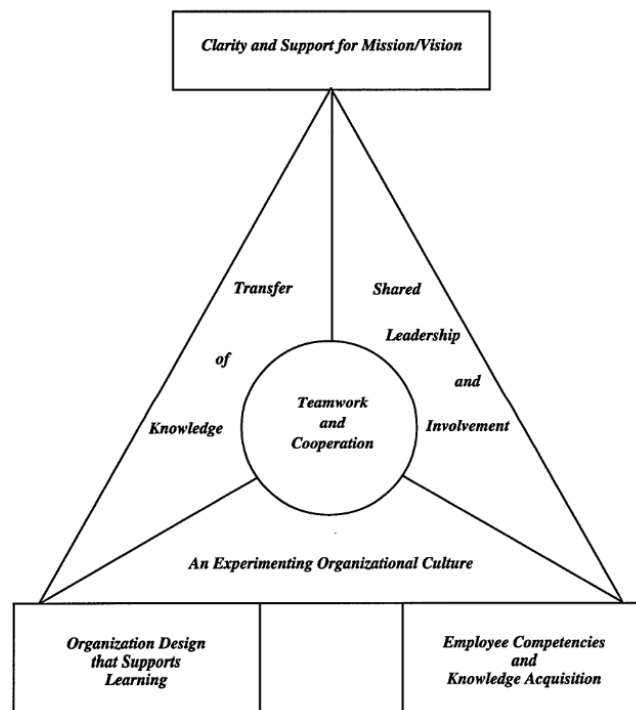 Clarity and Support for Mission/Vision
Transfer
of
Knowledge
Shared
Leadership
and
Involvement
Teamwork
and
Cooperation
An Experimenting Organizational Culture
Organization Design
that Supports
Learning
Employee Competencies
and
Knowledge Acquisition